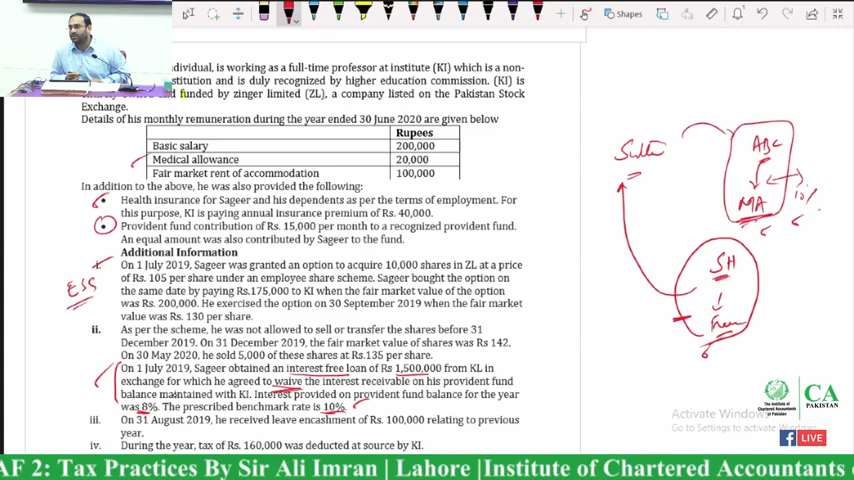 Shapes
individual, is working as a full-time professor at institute (KI) which is a non-
stitution and is duly recognized by higher education commission. (KI) is
and funded by zinger limited (ZL), a company listed on the Pakistan Stock
Exchange.
Details of his monthly remuneration during the year ended 30 June 2020 are given below
Rupees
Basic salary 200,000
Medical allowance 20,000
Fair market rent of accommodation 100,000
In addition to the above, he was also provided the following:
• Health insurance for Sageer and his dependents as per the terms of employment. For
this purpose, KI is paying annual insurance premium of Rs. 40,000.
• Provident fund contribution of Rs. 15,000 per month to a recognized provident fund.
An equal amount was also contributed by Sageer to the fund.
Additional Information
i. On 1 July 2019, Sageer was granted an option to acquire 10,000 shares in ZL at a price
of Rs. 105 per share under an employee share scheme. Sageer bought the option on
the same date by paying Rs.175,000 to KI when the fair market value of the option
was Rs. 200,000. He exercised the option on 30 September 2019 when the fair market
value was Rs. 130 per share.
ii. As per the scheme, he was not allowed to sell or transfer the shares before 31
December 2019. On 31 December 2019, the fair market value of shares was Rs. 142.
On 30 May 2020, he sold 5,000 of these shares at Rs.135 per share.
On 1 July 2019, Sageer obtained an interest free loan of Rs 1,500,000 from KL in
exchange for which he agreed to waive the interest receivable on his provident fund
balance maintained with KI. Interest provided on provident fund balance for the year
was 8%. The prescribed benchmark rate is 10%.
iii. On 31 August 2019, he received leave encashment of Rs. 100,000 relating to previous
year.
iv. During the year, tax of Rs. 160,000 was deducted at source by KI.
ESS
ABC
MA
10%
SH
The Institute of
Chartered Accountants
of Pakistan
CA
PAKISTAN
Activate Windows
Go to Settings to activate Windows
f LIVE
AF 2: Tax Practices By Sir Ali Imran | Lahore |Institute of Chartered Accountants o